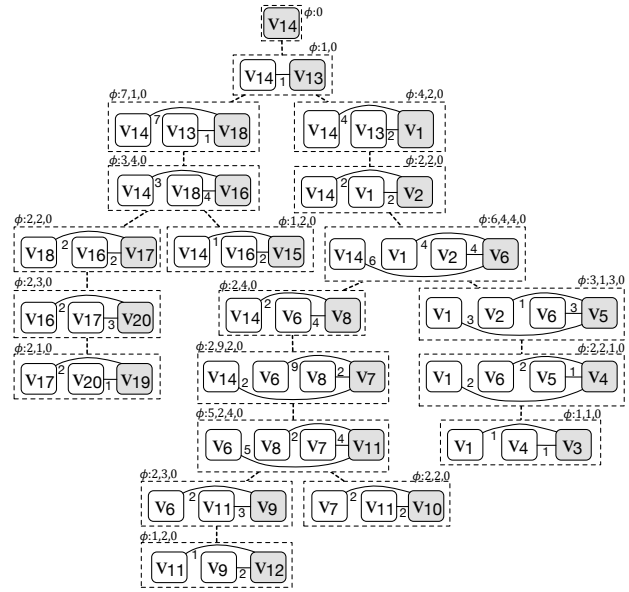 ϕ:0
v14
ϕ:1,0
v14 1 v13
ϕ:7,1,0
v14 7 v13 1 v18
ϕ:4,2,0
v14 4 v13 2 v1
ϕ:3,4,0
v14 3 v18 4 v16
ϕ:2,2,0
v14 2 v1 2 v2
ϕ:2,2,0
v18 2 v16 2 v17
ϕ:1,2,0
v14 1 v16 2 v15
ϕ:6,4,4,0
v14 6 v1 4 v2 4 v6
ϕ:2,3,0
v16 2 v17 3 v20
ϕ:2,4,0
v14 2 v6 4 v8
ϕ:3,1,3,0
v1 3 v2 1 v6 3 v5
ϕ:2,1,0
v17 2 v20 1 v19
ϕ:2,9,2,0
v14 2 v6 9 v8 2 v7
ϕ:2,2,1,0
v1 2 v6 2 v5 1 v4
ϕ:5,2,4,0
v6 5 v8 2 v7 4 v11
ϕ:1,1,0
v1 1 v4 1 v3
ϕ:2,3,0
v6 2 v11 3 v9
ϕ:2,2,0
v7 2 v11 2 v10
ϕ:1,2,0
v11 1 v9 2 v12